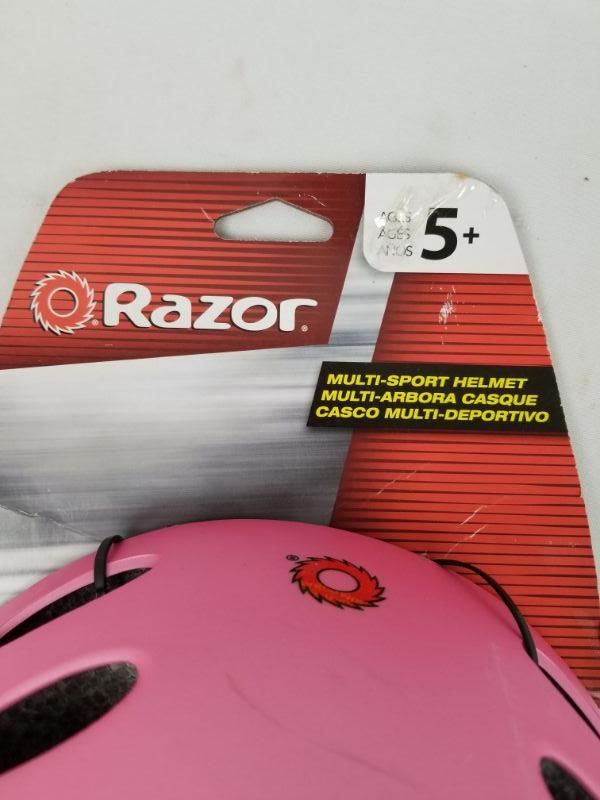 AGES
AGES
AÑOS
5+
Razor®
MULTI-SPORT HELMET
MULTI-ARBORA CASQUE
CASCO MULTI-DEPORTIVO
®